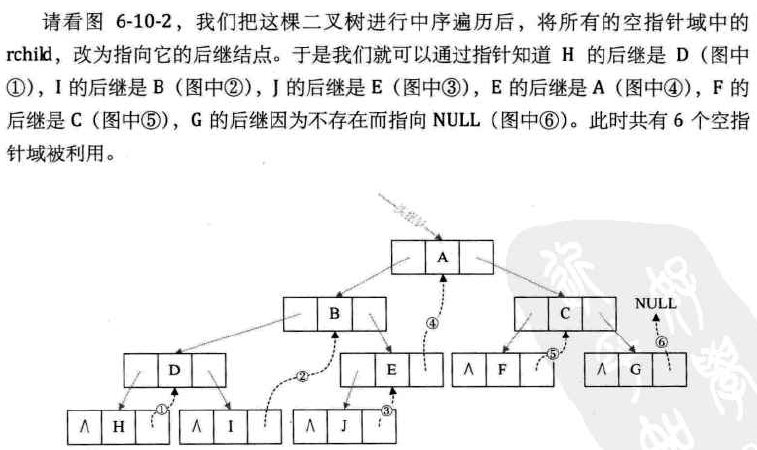 请看图 6-10-2，我们把这棵二叉树进行中序遍历后，将所有的空指针域中的
rchild，改为指向它的后继结点。于是我们就可以通过指针知道 H 的后继是 D（图中
①），I 的后继是 B（图中②），J 的后继是 E（图中③），E 的后继是 A（图中④），F 的
后继是 C（图中⑤），G 的后继因为不存在而指向 NULL（图中⑥）。此时共有 6 个空指
针域被利用。
A
B C NULL
④
⑤ ⑥
D ② E ∧ F ∧ G
① ③
∧ H ∧ I ∧ J